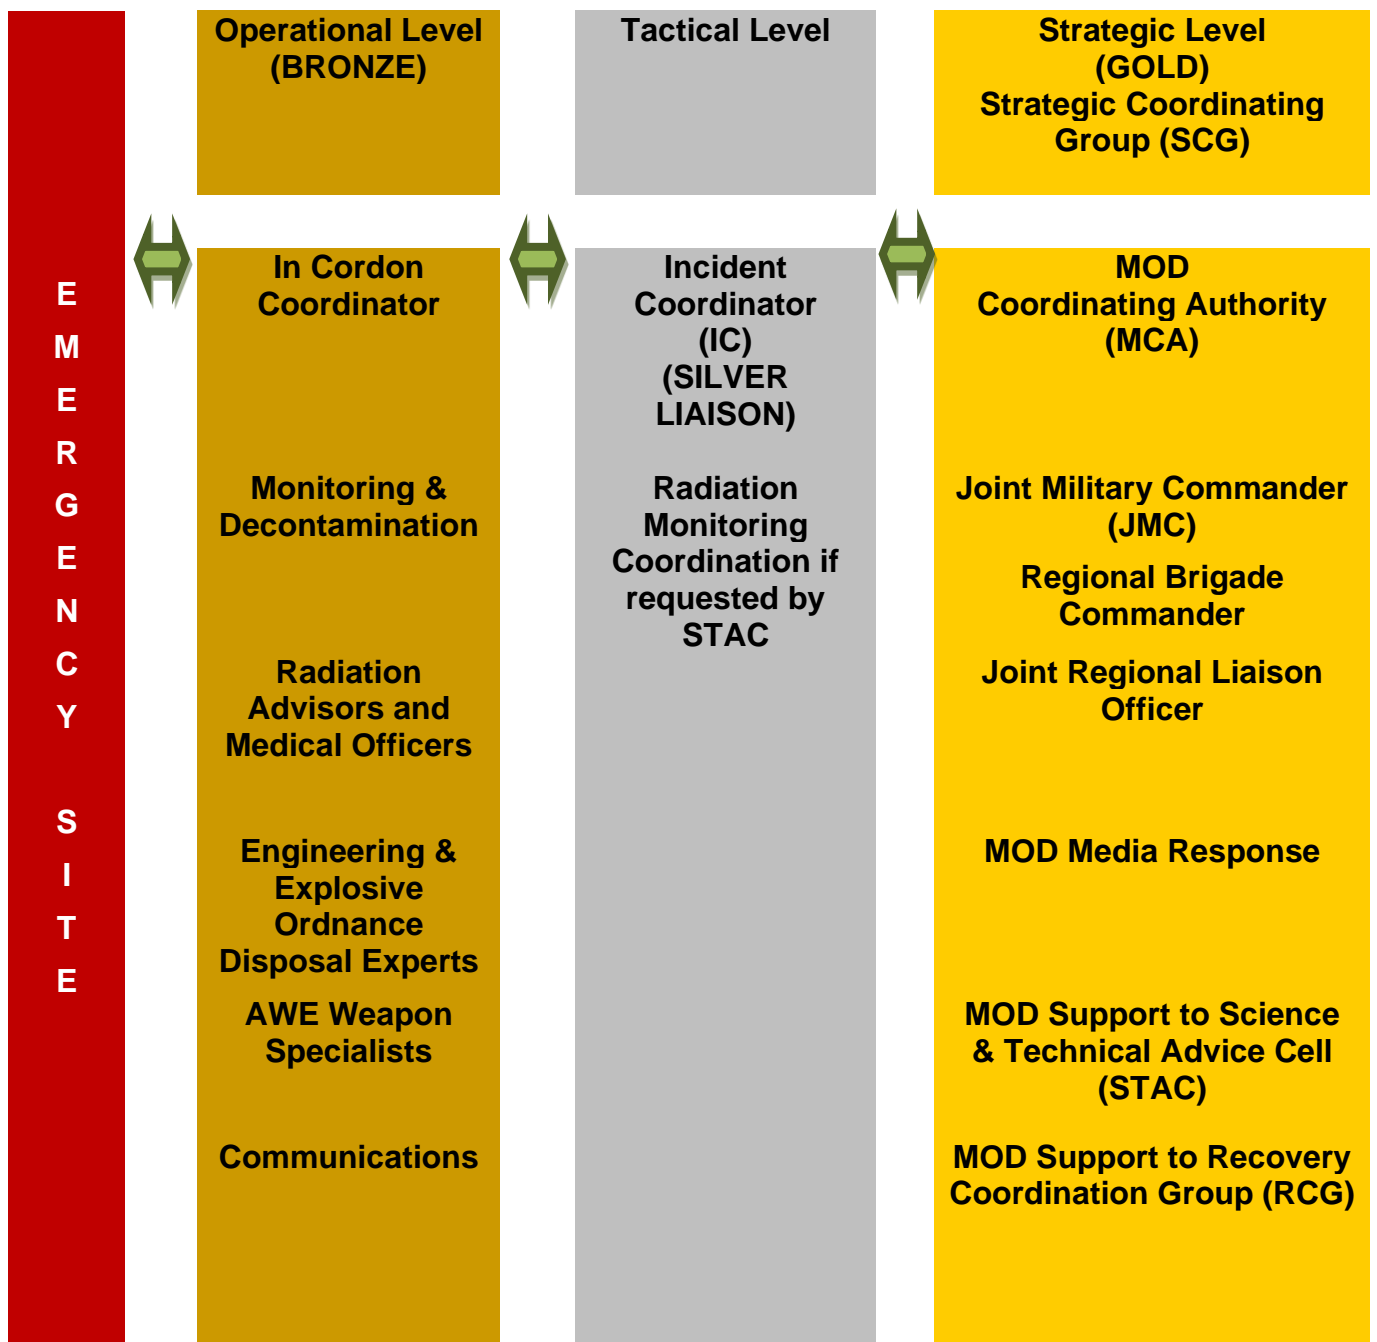 E
M
E
R
G
E
N
C
Y
S
I
T
E
Operational Level
(BRONZE)
In Cordon
Coordinator
Monitoring &
Decontamination
Radiation
Advisors and
Medical Officers
Engineering &
Explosive
Ordnance
Disposal Experts
AWE Weapon
Specialists
Communications
Tactical Level
Incident
Coordinator
(IC)
(SILVER
LIAISON)
Radiation
Monitoring
Coordination if
requested by
STAC
Strategic Level
(GOLD)
Strategic Coordinating
Group (SCG)
MOD
Coordinating Authority
(MCA)
Joint Military Commander
(JMC)
Regional Brigade
Commander
Joint Regional Liaison
Officer
MOD Media Response
MOD Support to Science
& Technical Advice Cell
(STAC)
MOD Support to Recovery
Coordination Group (RCG)